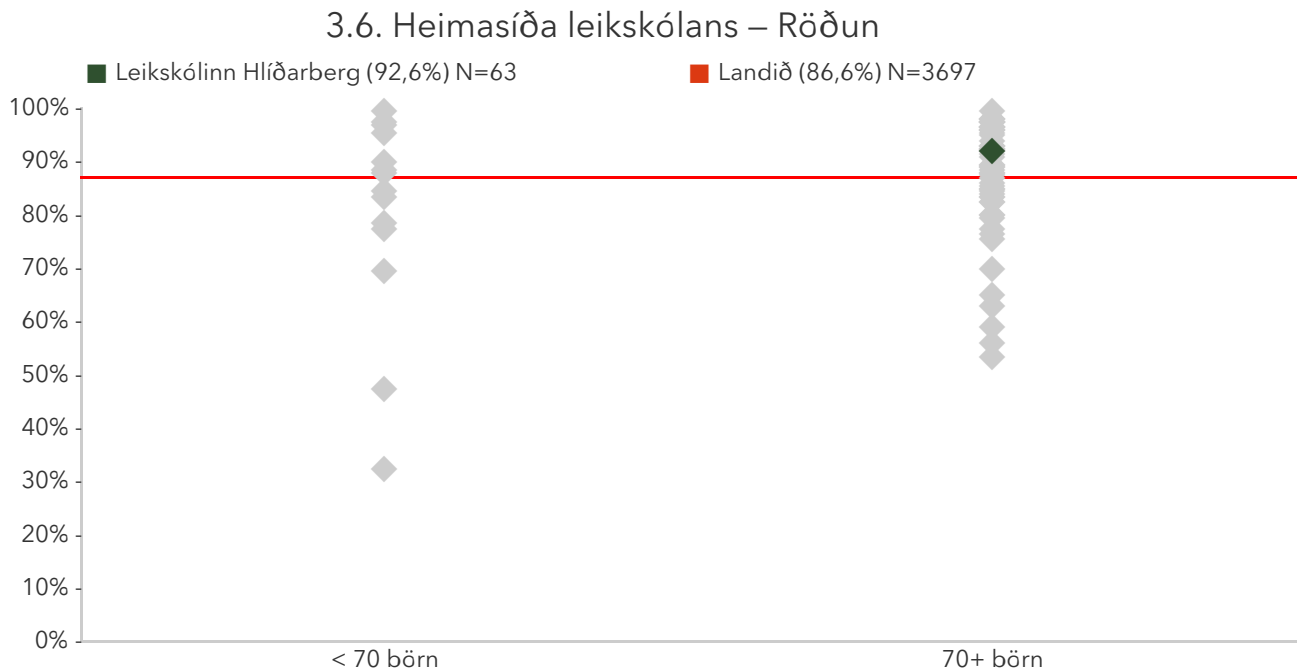 3.6. Heimasíða leikskólans – Röðun
Leikskólinn Hlíðarberg (92,6%) N=63
Landið (86,6%) N=3697
100%
90%
80%
70%
60%
50%
40%
30%
20%
10%
0%
< 70 börn
70+ börn